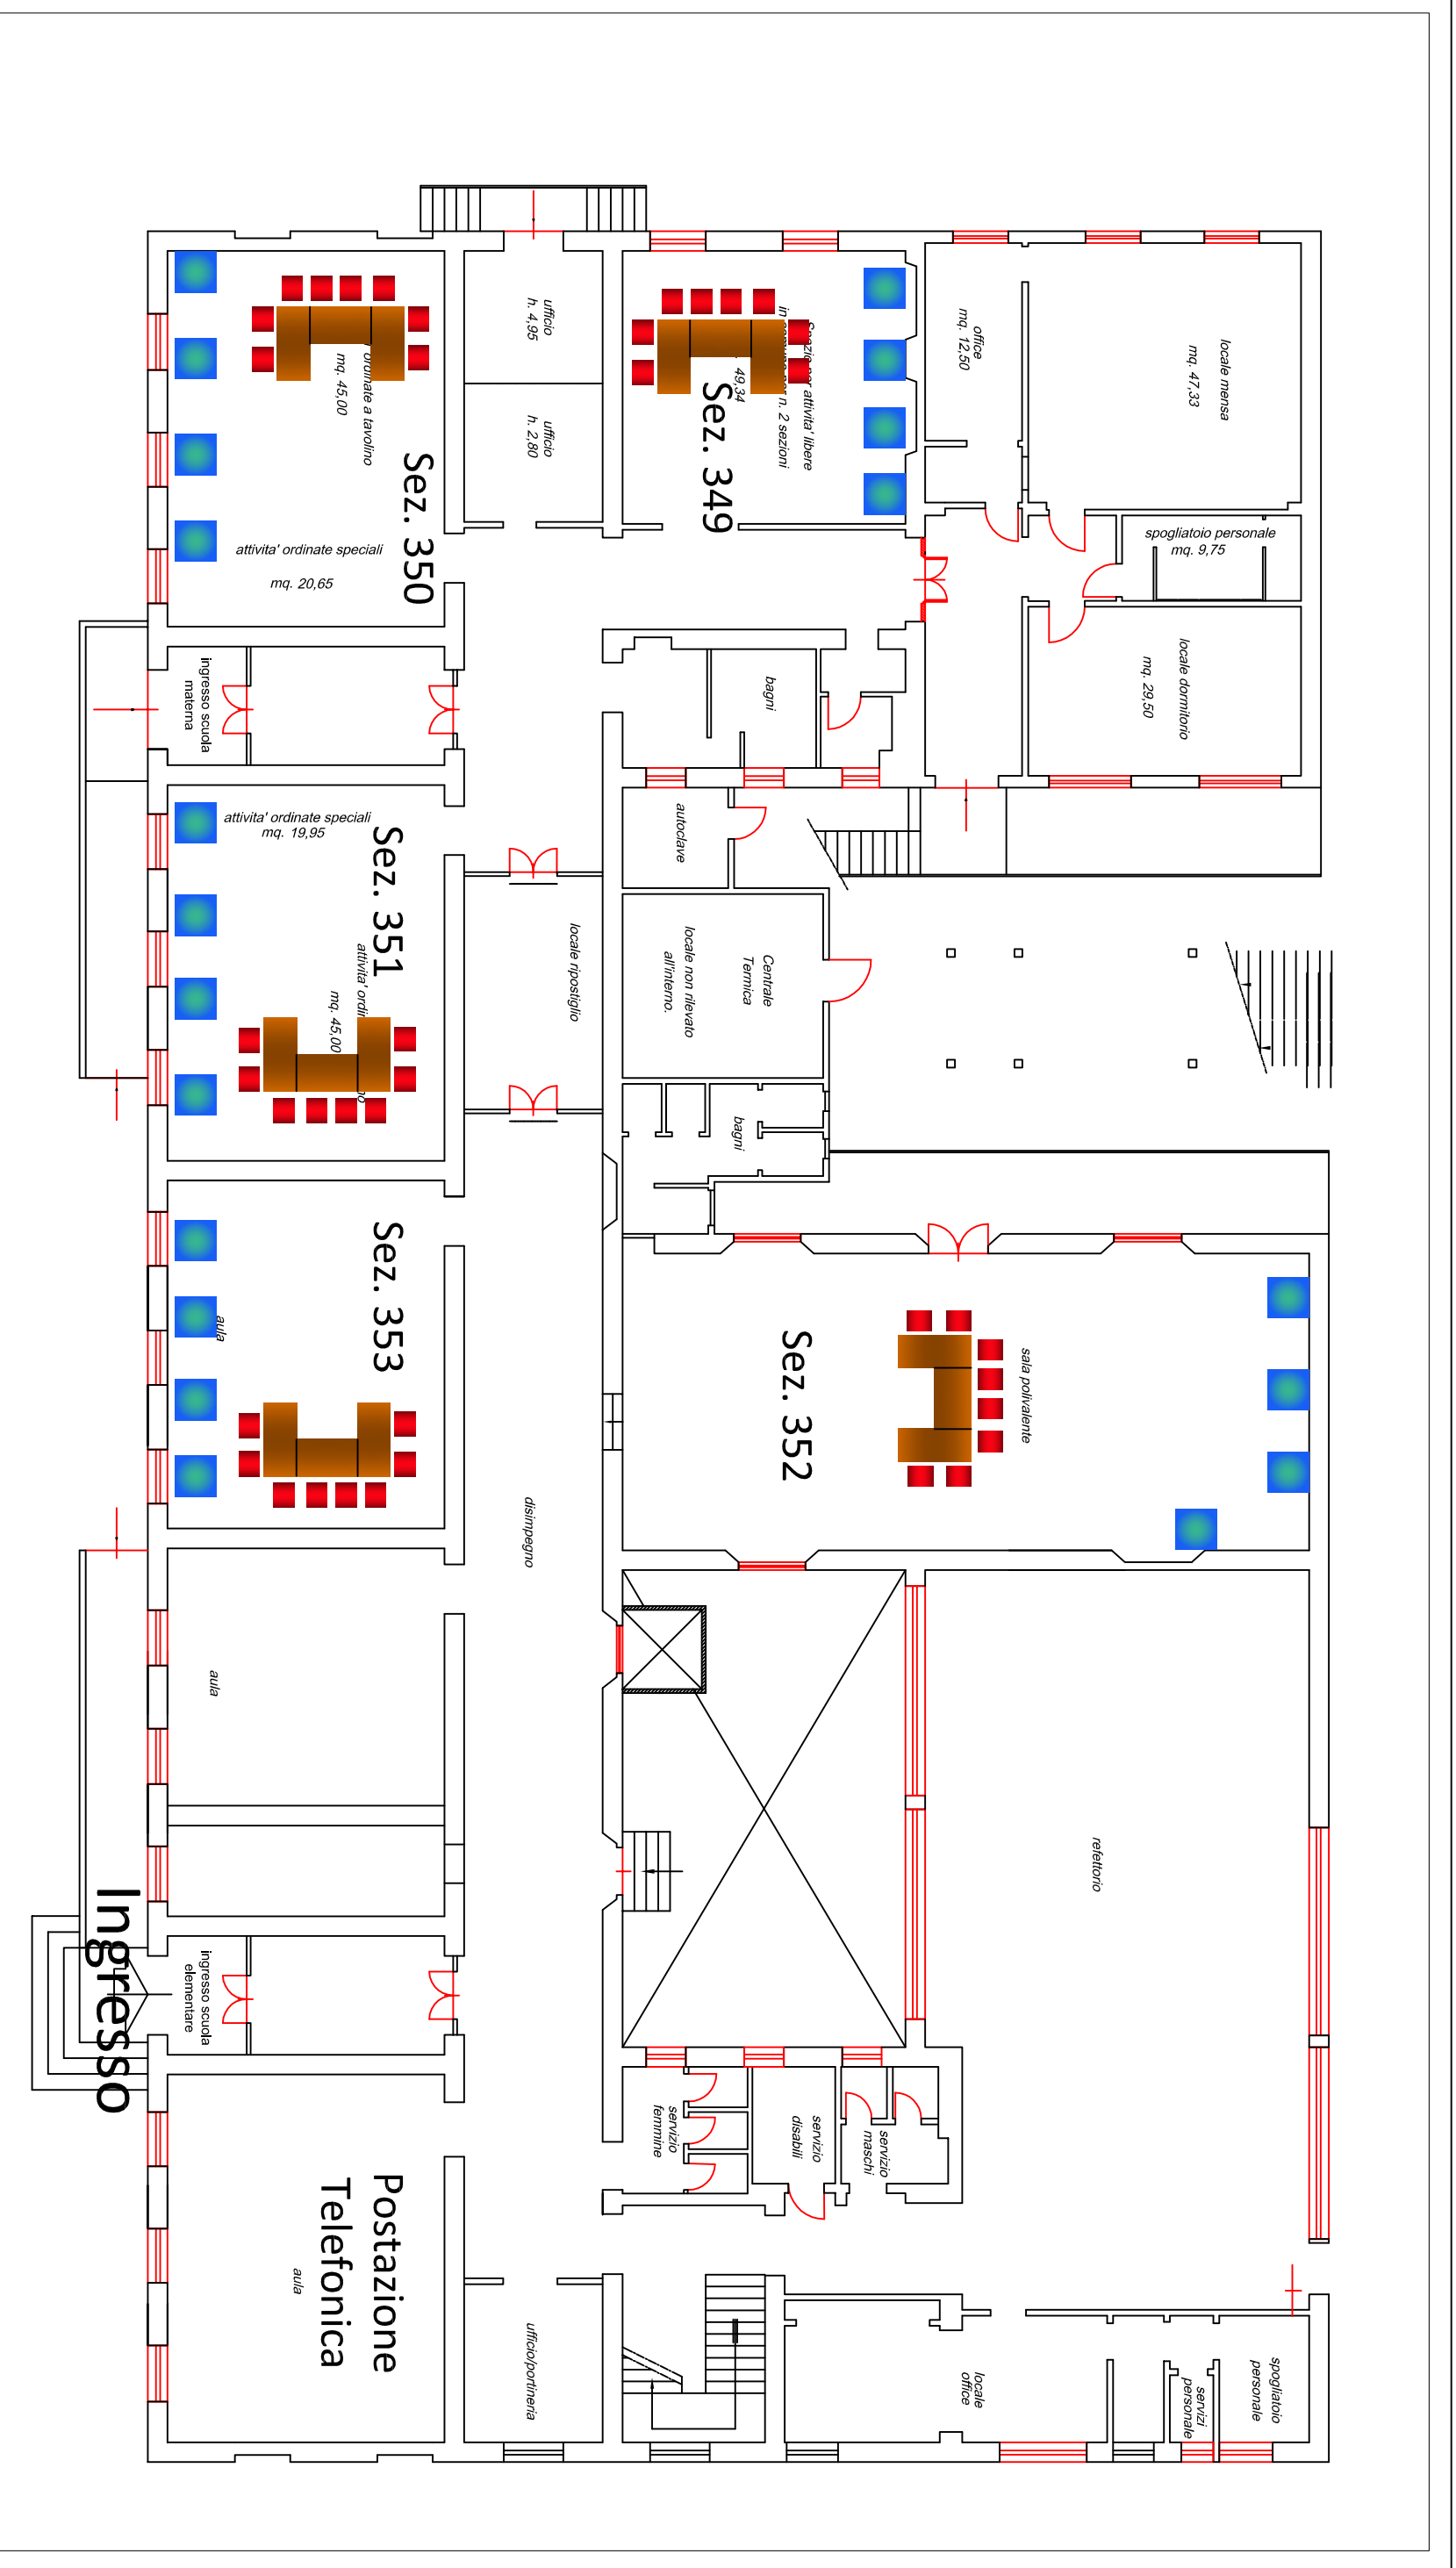 locale mensa
mq. 47,33
office
mq. 12,50
spogliatoio personale
mq. 9,75
locale dormitorio
mq. 29,50
Spazio per attivita' libere
n. 2 sezioni
49,34
Sez. 349
ufficio
h. 4,95
ufficio
h. 2,80
ordinate a tavolino
mq. 45,00
Sez. 350
attivita' ordinate speciali
mq. 20,65
ingresso scuola
materna
bagni
autoclave
attivita' ordinate speciali
mq. 19,95
Sez. 351
attivita'
mq. 45,00
locale ripostiglio
Centrale
Termica
locale non rilevato
all'interno.
bagni
Sez. 353
aula
Sez. 352
sala polivalente
disimpegno
aula
refettorio
Ingresso
ingresso scuola
elementare
servizio
femmine
servizio
disabili
servizio
maschi
Postazione
Telefonica
aula
ufficio/portineria
locale
office
servizi
personale
spogliatoio
personale